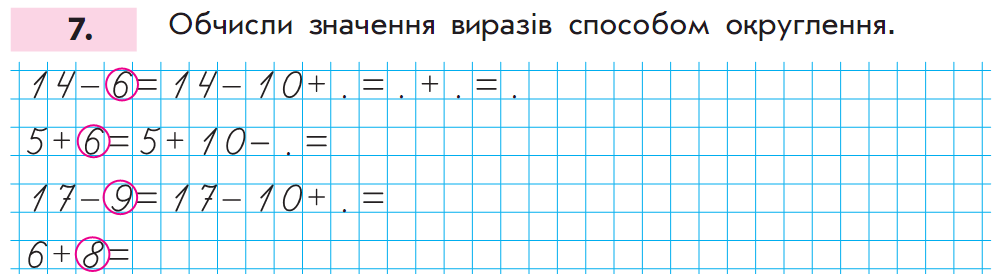 7. Обчисли значення виразів способом округлення.
14 – 6 = 14 – 10 + . = . + . = .
5 + 6 = 5 + 10 – . =
17 – 9 = 17 – 10 + . =
6 + 8 =